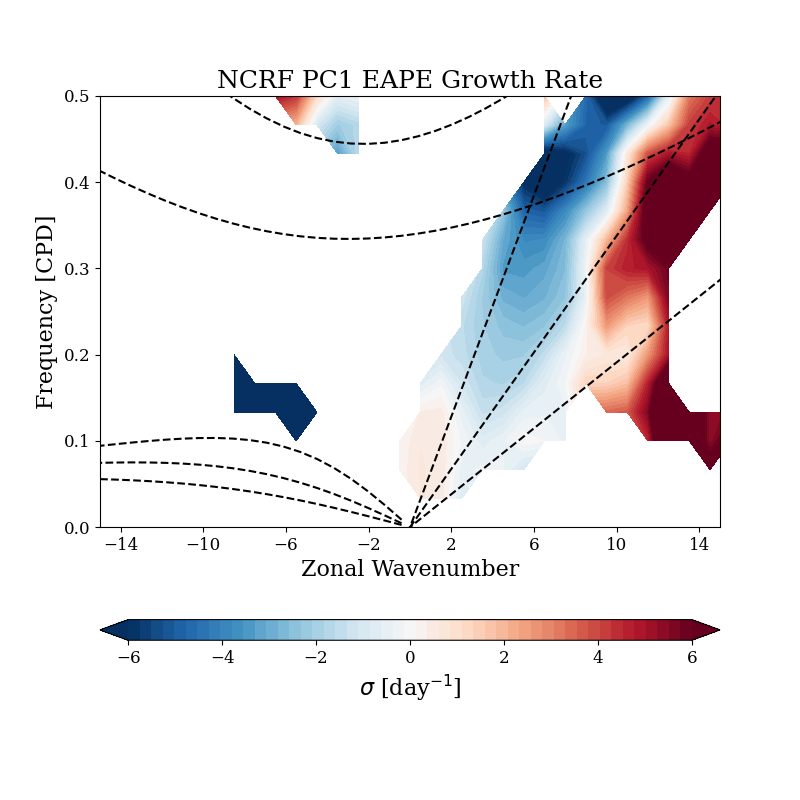 NCRF PC1 EAPE Growth Rate
0.5
0.4
0.3
0.2
0.1
0.0
Frequency [CPD]
−14 −10 −6 −2 2 6 10 14
Zonal Wavenumber
−6 −4 −2 0 2 4 6
σ [day⁻¹]